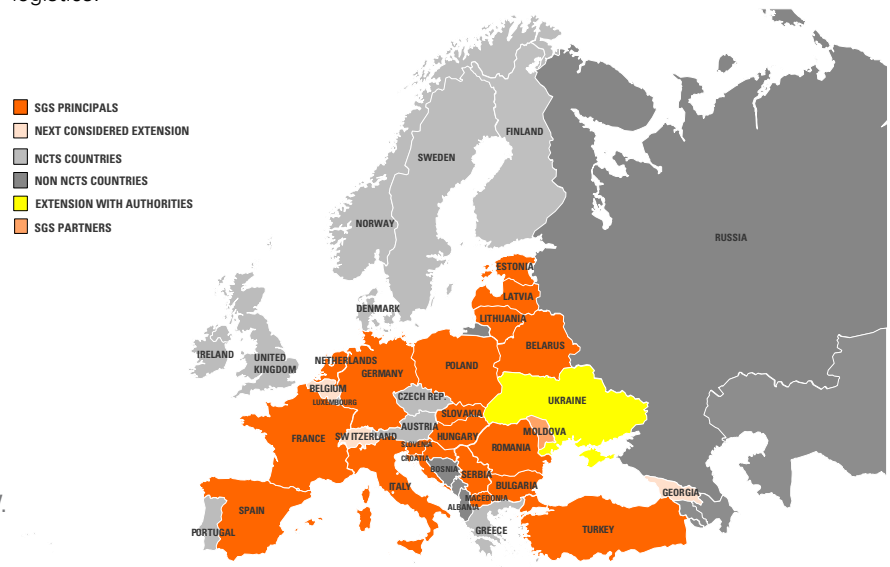 logistics.
SGS PRINCIPALS
NEXT CONSIDERED EXTENSION
NCTS COUNTRIES
NON NCTS COUNTRIES
EXTENSION WITH AUTHORITIES
SGS PARTNERS
FINLAND
SWEDEN
NORWAY
RUSSIA
ESTONIA
LATVIA
LITHUANIA
DENMARK
BELARUS
IRELAND
UNITED
KINGDOM
NETHERLANDS
GERMANY
POLAND
BELGIOM
LUXEMBOURG
CZECH REP.
UKRAINE
SLOVAKIA
AUSTRIA
MOLDOVA
FRANCE
SWITZERLAND
HUNGARY
SLOVENIA
ROMANIA
CROATIA
BOSNIA
SERBIA
ITALY
BULGARIA
GEORGIA
MACEDONIA
ALBANIA
SPAIN
PORTUGAL
GREECE
TURKEY